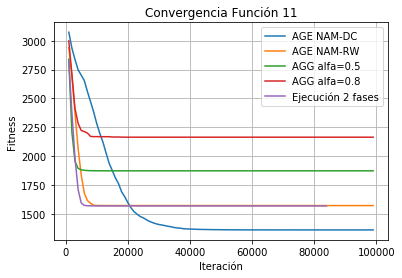 Convergencia Función 11
AGE NAM-DC
AGE NAM-RW
AGG alfa=0.5
AGG alfa=0.8
Ejecución 2 fases
Fitness
3000
2750
2500
2250
2000
1750
1500
0 20000 40000 60000 80000 100000
Iteración